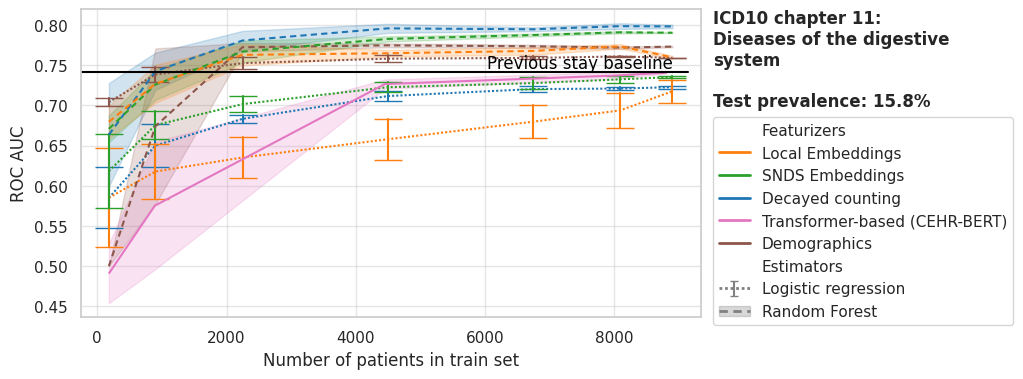 0.80
0.75
0.70
0.65
0.60
0.55
0.50
0.45
ROC AUC
0
2000
4000
6000
8000
Number of patients in train set
Previous stay baseline
ICD10 chapter 11:
Diseases of the digestive
system
Test prevalence: 15.8%
Featurizers
Local Embeddings
SNDS Embeddings
Decayed counting
Transformer-based (CEHR-BERT)
Demographics
Estimators
Logistic regression
Random Forest